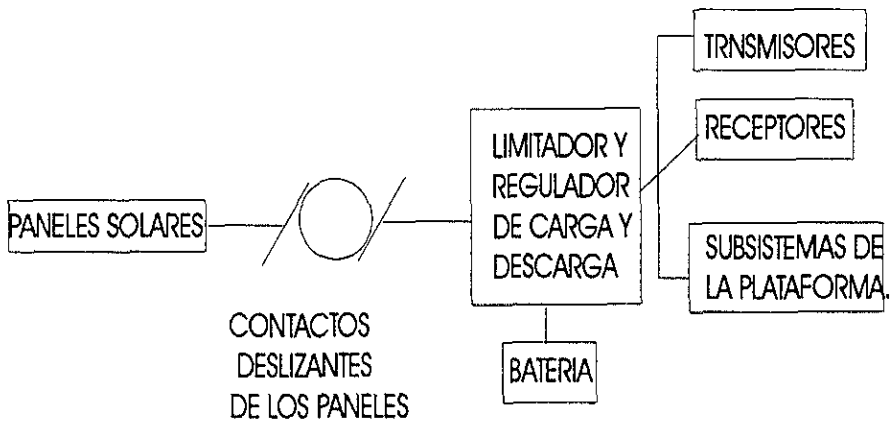 PANELES SOLARES
CONTACTOS
DESLIZANTES
DE LOS PANELES
LIMITADOR Y
REGULADOR
DE CARGA Y
DESCARGA
BATERIA
TRNSMISORES
RECEPTORES
SUBSISTEMAS DE
LA PLATAFORMA.